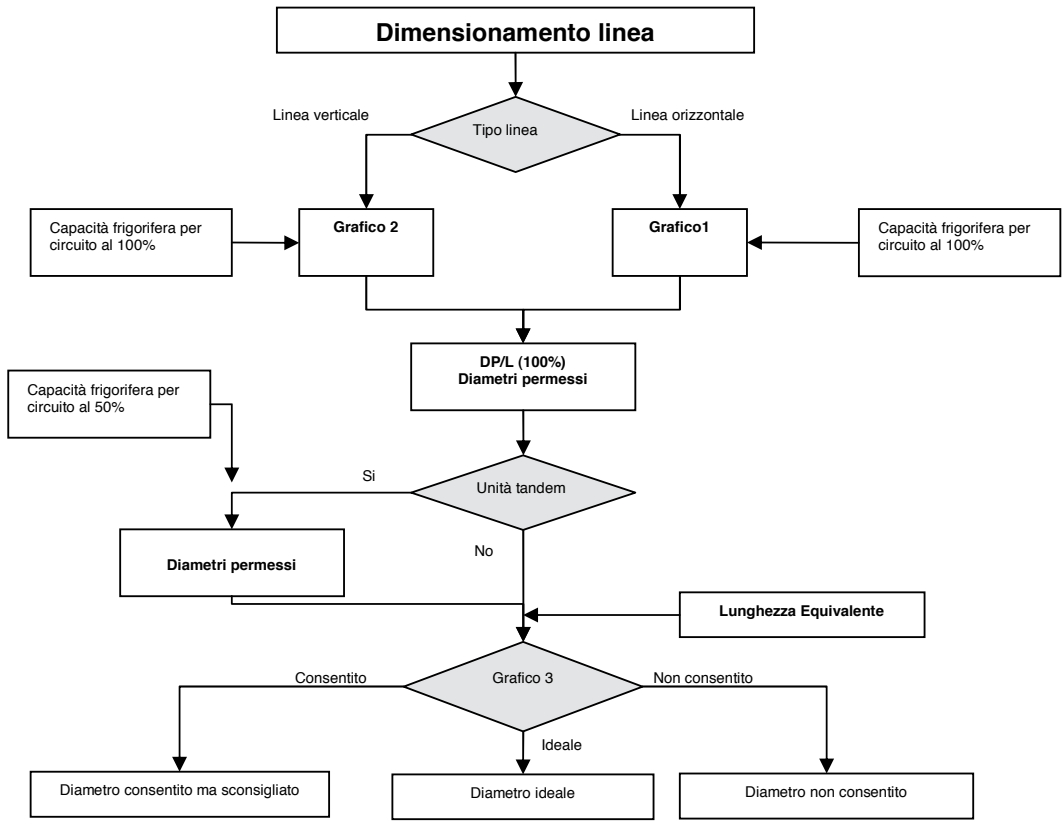 Dimensionamento linea
Linea verticale
Linea orizzontale
Tipo linea
Capacità frigorifera per
circuito al 100%
Grafico 2
Grafico1
Capacità frigorifera per
circuito al 100%
DP/L (100%)
Diametri permessi
Capacità frigorifera per
circuito al 50%
Si
Unità tandem
No
Diametri permessi
Lunghezza Equivalente
Consentito
Grafico 3
Non consentito
Ideale
Diametro consentito ma sconsigliato
Diametro ideale
Diametro non consentito